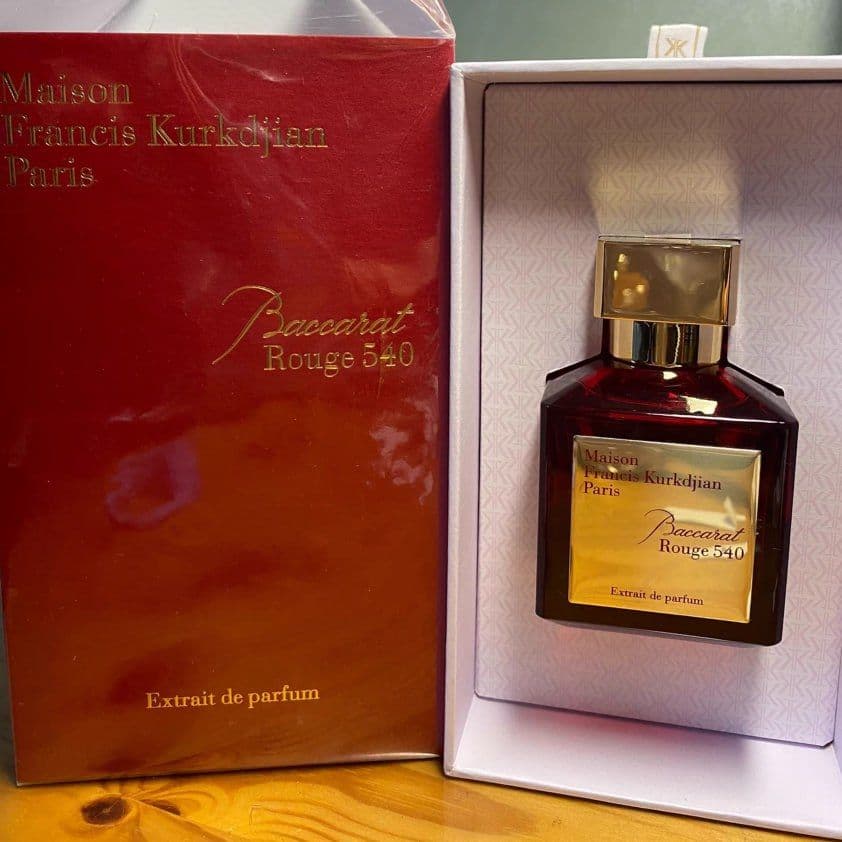 Maison
Francis Kurkdjian
Paris
Baccarat
Rouge 540
Extrait de parfum
Maison
Francis Kurkdjian
Paris
Baccarat
Rouge 540
Extrait de parfum